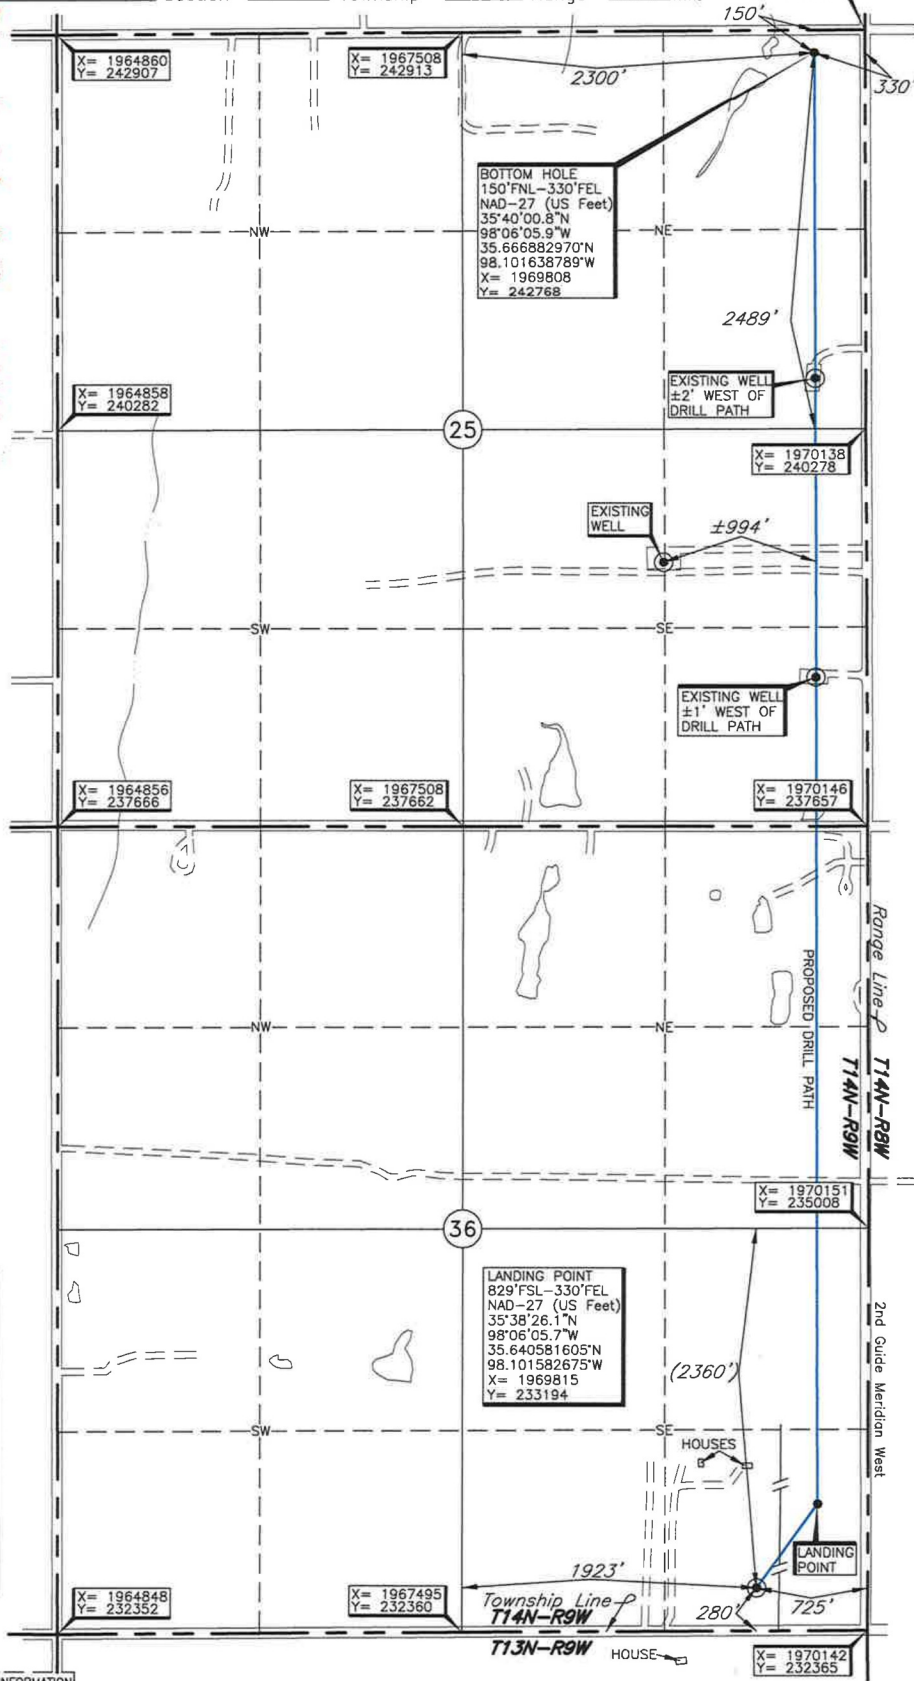 150'
X= 1964860
Y= 242907
X= 1967508
Y= 242913
2300'
330'
BOTTOM HOLE
150'FNL-330'FEL
NAD-27 (US Feet)
35°40'00.8"N
98°06'05.9"W
35.666882970°N
98.101638789°W
X= 1969808
Y= 242768
NW
NE
2489'
EXISTING WELL
±2' WEST OF
DRILL PATH
X= 1964858
Y= 240282
25
X= 1970138
Y= 240278
EXISTING
WELL
±994'
SW
SE
EXISTING WELL
±1' WEST OF
DRILL PATH
X= 1964856
Y= 237666
X= 1967508
Y= 237662
X= 1970146
Y= 237657
Range Line
PROPOSED DRILL PATH
NW
NE
T14N-R9W
T14N-R8W
X= 1970151
Y= 235008
36
LANDING POINT
829'FSL-330'FEL
NAD-27 (US Feet)
35°38'26.1"N
98°06'05.7"W
35.640581605°N
98.101582675°W
X= 1969815
Y= 233194
2nd Guide Meridian West
(2360')
SW
SE
HOUSES
LANDING
POINT
1923'
X= 1964848
Y= 232352
X= 1967495
Y= 232360
Township Line
T14N-R9W
280'
725'
T13N-R9W
HOUSE
X= 1970142
Y= 232365